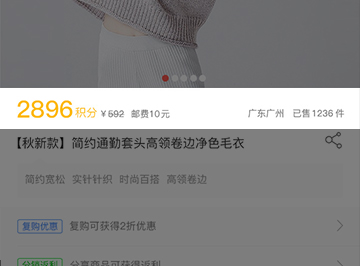 2896积分 ¥592 邮费10元 广东广州 已售1236件
【秋新款】简约通勤套头高领卷边净色毛衣
简约宽松 实针针织 时尚百搭 高领卷边
复购优惠 复购可获得2折优惠
分销返利 分享商品可获得返利